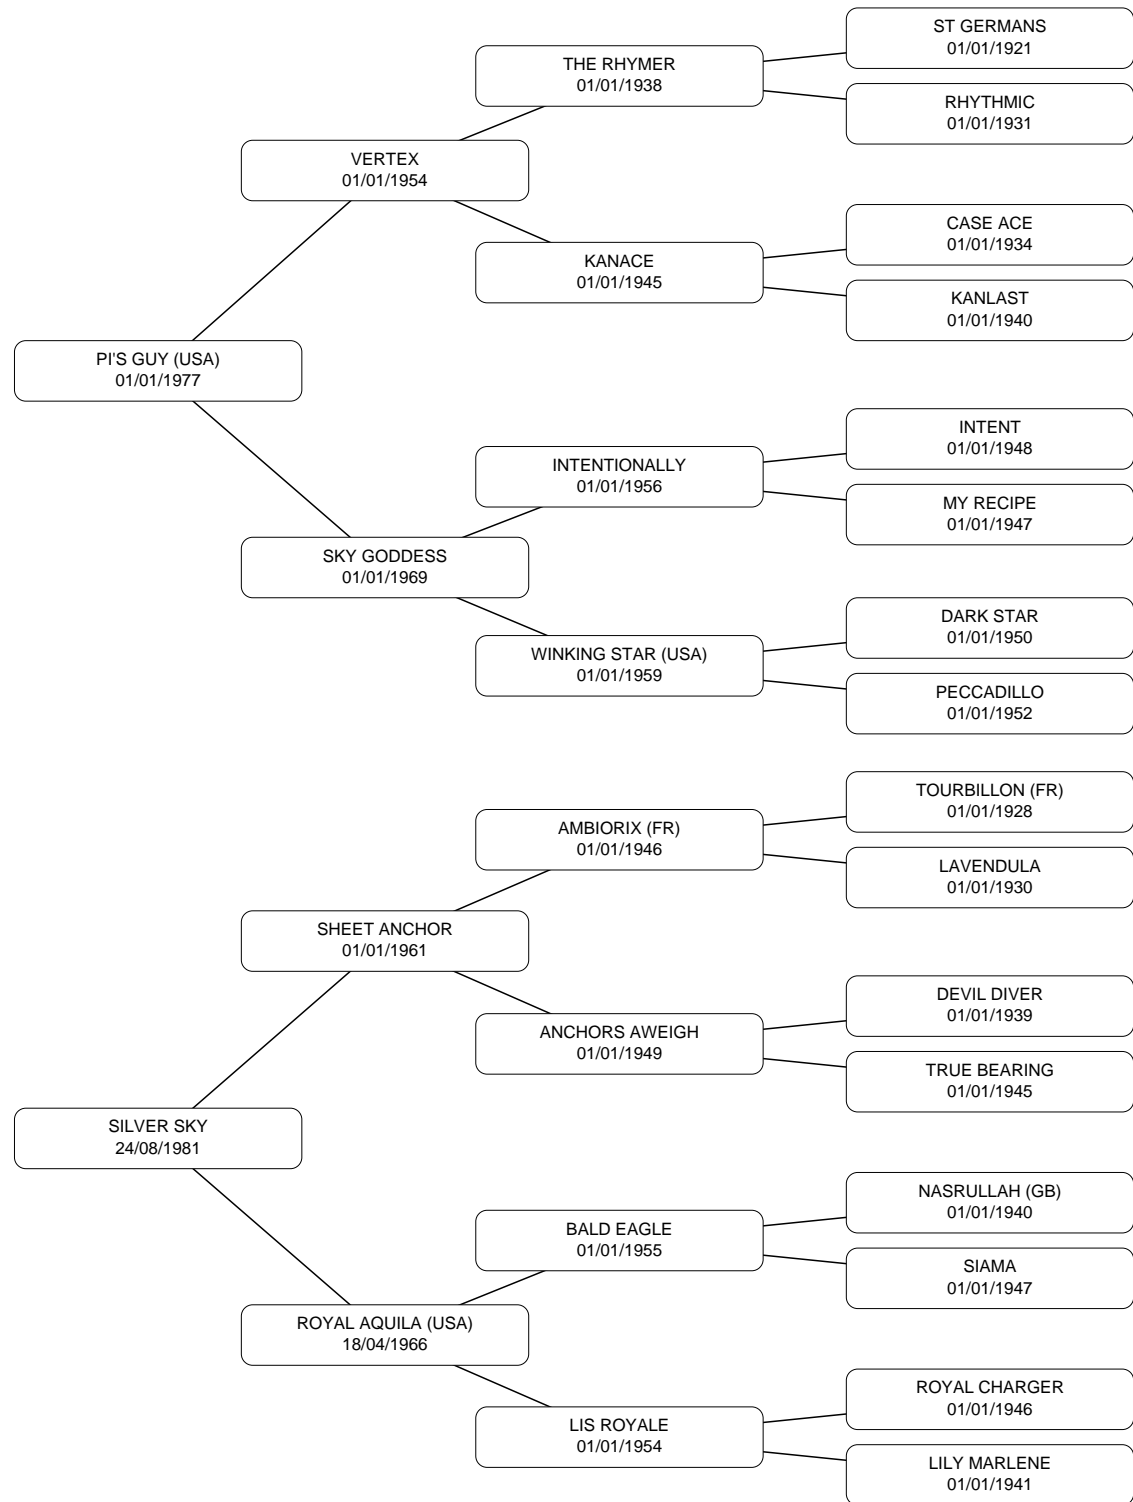 ST GERMANS
01/01/1921
THE RHYMER
01/01/1938
RHYTHMIC
01/01/1931
VERTEX
01/01/1954
CASE ACE
01/01/1934
KANACE
01/01/1945
KANLAST
01/01/1940
PI'S GUY (USA)
01/01/1977
INTENT
01/01/1948
INTENTIONALLY
01/01/1956
MY RECIPE
01/01/1947
SKY GODDESS
01/01/1969
DARK STAR
01/01/1950
WINKING STAR (USA)
01/01/1959
PECCADILLO
01/01/1952
TOURBILLON (FR)
01/01/1928
AMBIORIX (FR)
01/01/1946
LAVENDULA
01/01/1930
SHEET ANCHOR
01/01/1961
DEVIL DIVER
01/01/1939
ANCHORS AWEIGH
01/01/1949
TRUE BEARING
01/01/1945
SILVER SKY
24/08/1981
NASRULLAH (GB)
01/01/1940
BALD EAGLE
01/01/1955
SIAMA
01/01/1947
ROYAL AQUILA (USA)
18/04/1966
ROYAL CHARGER
01/01/1946
LIS ROYALE
01/01/1954
LILY MARLENE
01/01/1941